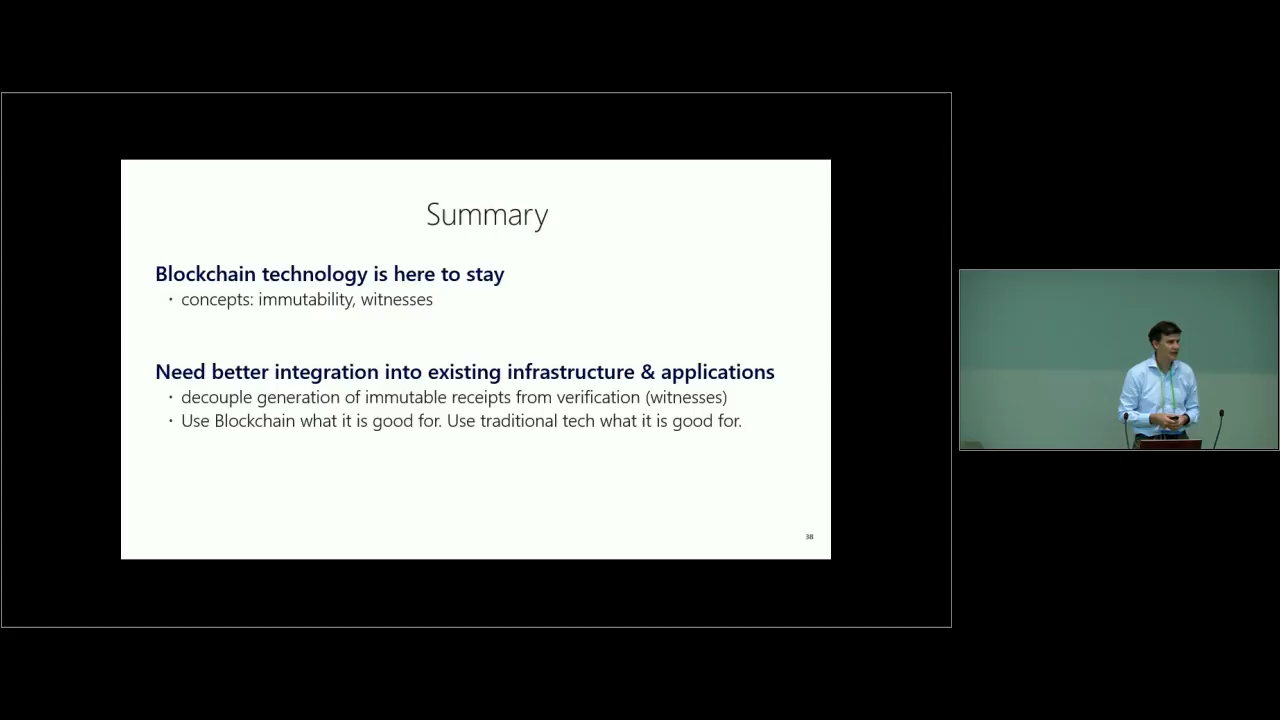 Summary
Blockchain technology is here to stay
· concepts: immutability, witnesses
Need better integration into existing infrastructure & applications
· decouple generation of immutable receipts from verification (witnesses)
· Use Blockchain what it is good for. Use traditional tech what it is good for.
38